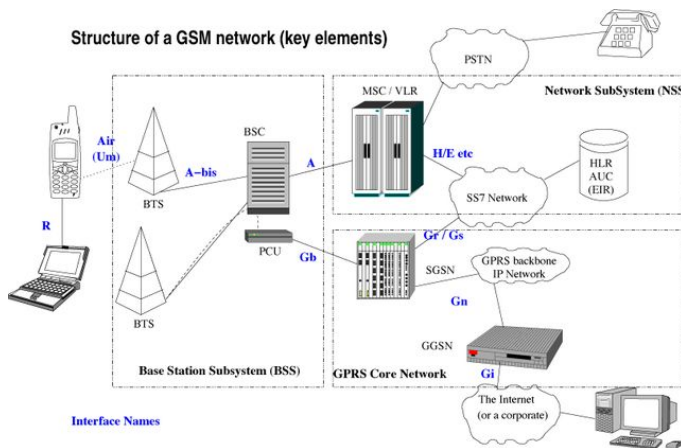 Structure of a GSM network (key elements)
PSTN
MSC / VLR
Network SubSystem (NSS
BSC
Air
(Um)
A-bis
A
H/E etc
HLR
AUC
(EIR)
BTS
SS7 Network
R
PCU
Gb
Gr / Gs
SGSN
GPRS backbone
IP Network
Gn
BTS
GGSN
Base Station Subsystem (BSS)
GPRS Core Network
Gi
The Internet
(or a corporate)
Interface Names